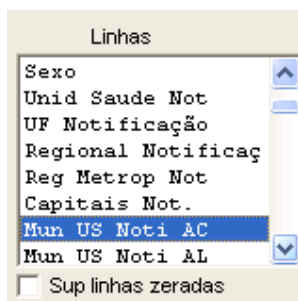 Linhas
Sexo
Unid Saude Not
UF Notificação
Regional Notificaç
Reg Metrop Not
Capitais Not.
Mun US Noti AC
Mun US Noti AL
Sup linhas zeradas